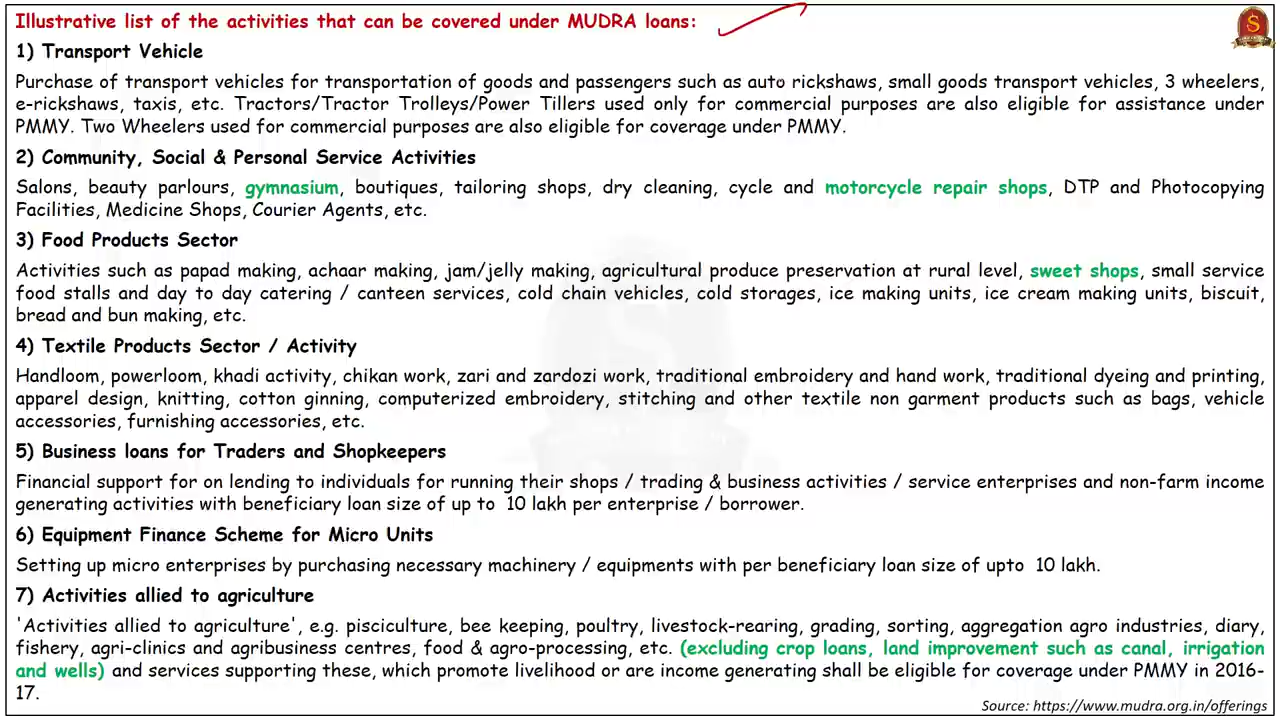 Illustrative list of the activities that can be covered under MUDRA loans:
1) Transport Vehicle
Purchase of transport vehicles for transportation of goods and passengers such as auto rickshaws, small goods transport vehicles, 3 wheelers,
e-rickshaws, taxis, etc. Tractors/Tractor Trolleys/Power Tillers used only for commercial purposes are also eligible for assistance under
PMMY. Two Wheelers used for commercial purposes are also eligible for coverage under PMMY.
2) Community, Social & Personal Service Activities
Salons, beauty parlours, gymnasium, boutiques, tailoring shops, dry cleaning, cycle and motorcycle repair shops, DTP and Photocopying
Facilities, Medicine Shops, Courier Agents, etc.
3) Food Products Sector
Activities such as papad making, achaar making, jam/jelly making, agricultural produce preservation at rural level, sweet shops, small service
food stalls and day to day catering / canteen services, cold chain vehicles, cold storages, ice making units, ice cream making units, biscuit,
bread and bun making, etc.
4) Textile Products Sector / Activity
Handloom, powerloom, khadi activity, chikan work, zari and zardozi work, traditional embroidery and hand work, traditional dyeing and printing,
apparel design, knitting, cotton ginning, computerized embroidery, stitching and other textile non garment products such as bags, vehicle
accessories, furnishing accessories, etc.
5) Business loans for Traders and Shopkeepers
Financial support for on lending to individuals for running their shops / trading & business activities / service enterprises and non-farm income
generating activities with beneficiary loan size of up to 10 lakh per enterprise / borrower.
6) Equipment Finance Scheme for Micro Units
Setting up micro enterprises by purchasing necessary machinery / equipments with per beneficiary loan size of upto 10 lakh.
7) Activities allied to agriculture
'Activities allied to agriculture', e.g. pisciculture, bee keeping, poultry, livestock-rearing, grading, sorting, aggregation agro industries, diary,
fishery, agri-clinics and agribusiness centres, food & agro-processing, etc. (excluding crop loans, land improvement such as canal, irrigation
and wells) and services supporting these, which promote livelihood or are income generating shall be eligible for coverage under PMMY in 2016-
17.
Source: https://www.mudra.org.in/offerings
S